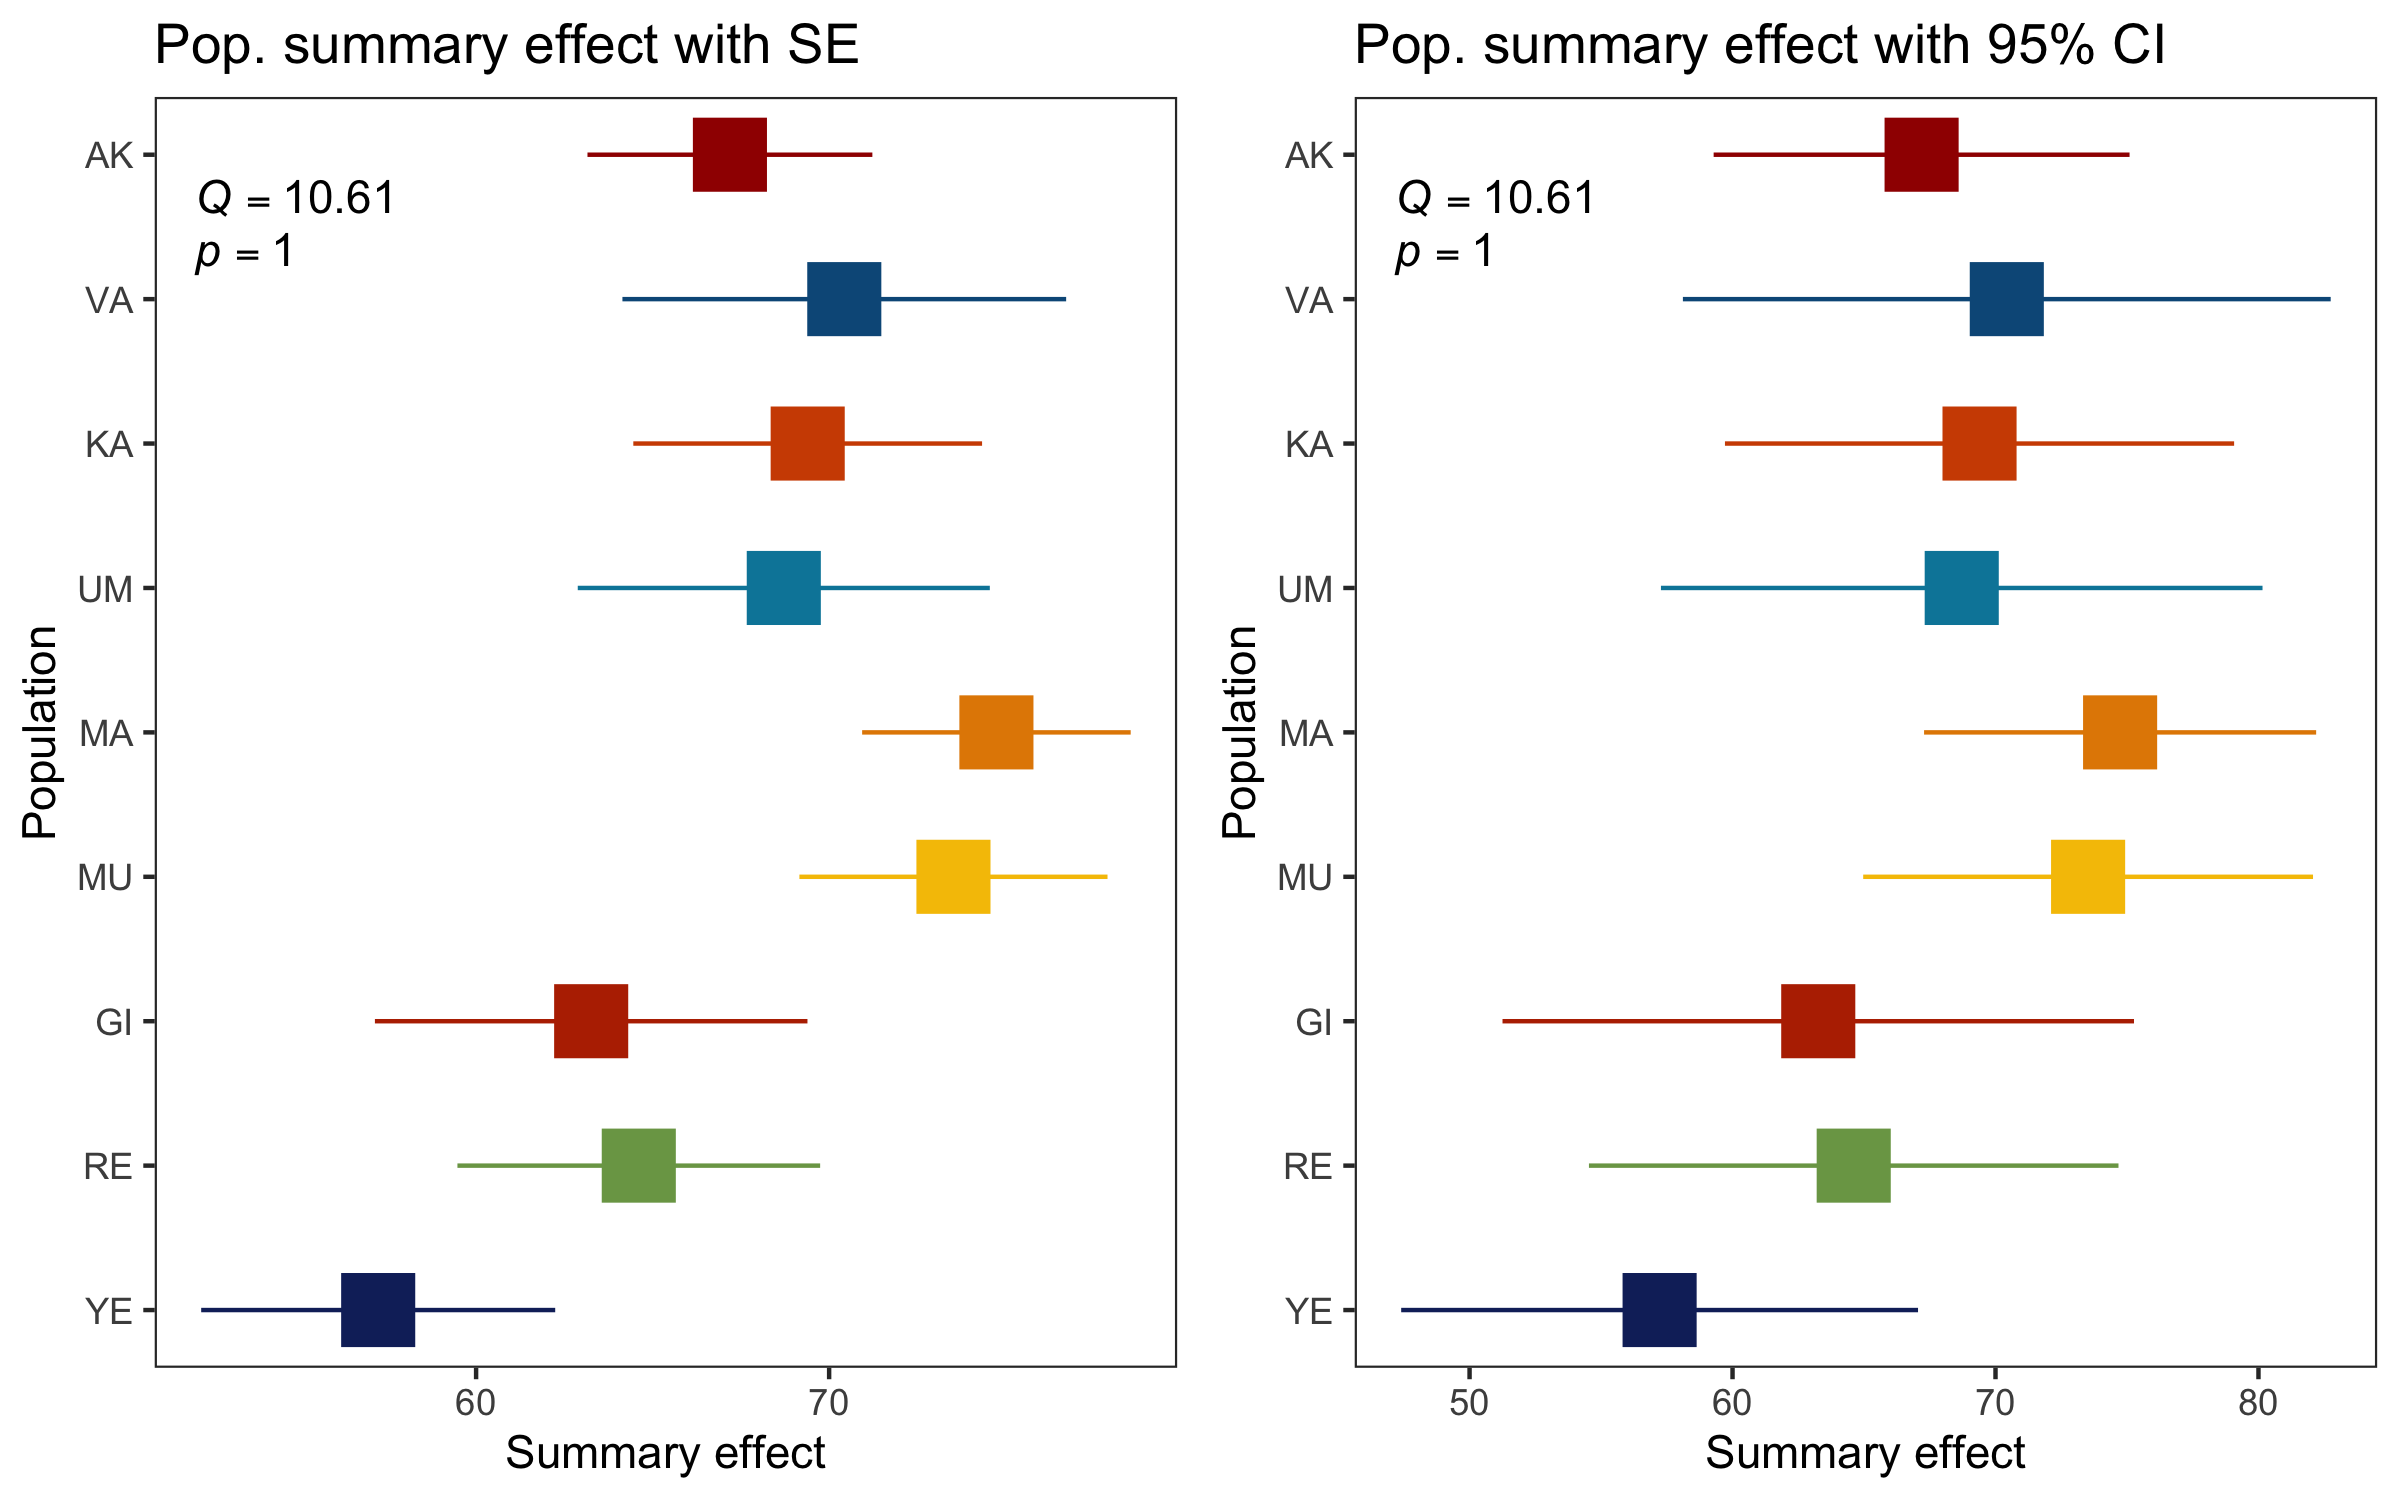 Pop. summary effect with SE
Q = 10.61
p = 1
AK
VA
KA
UM
MA
MU
GI
RE
YE
Population
60 70
Summary effect
Pop. summary effect with 95% CI
Q = 10.61
p = 1
AK
VA
KA
UM
MA
MU
GI
RE
YE
Population
50 60 70 80
Summary effect